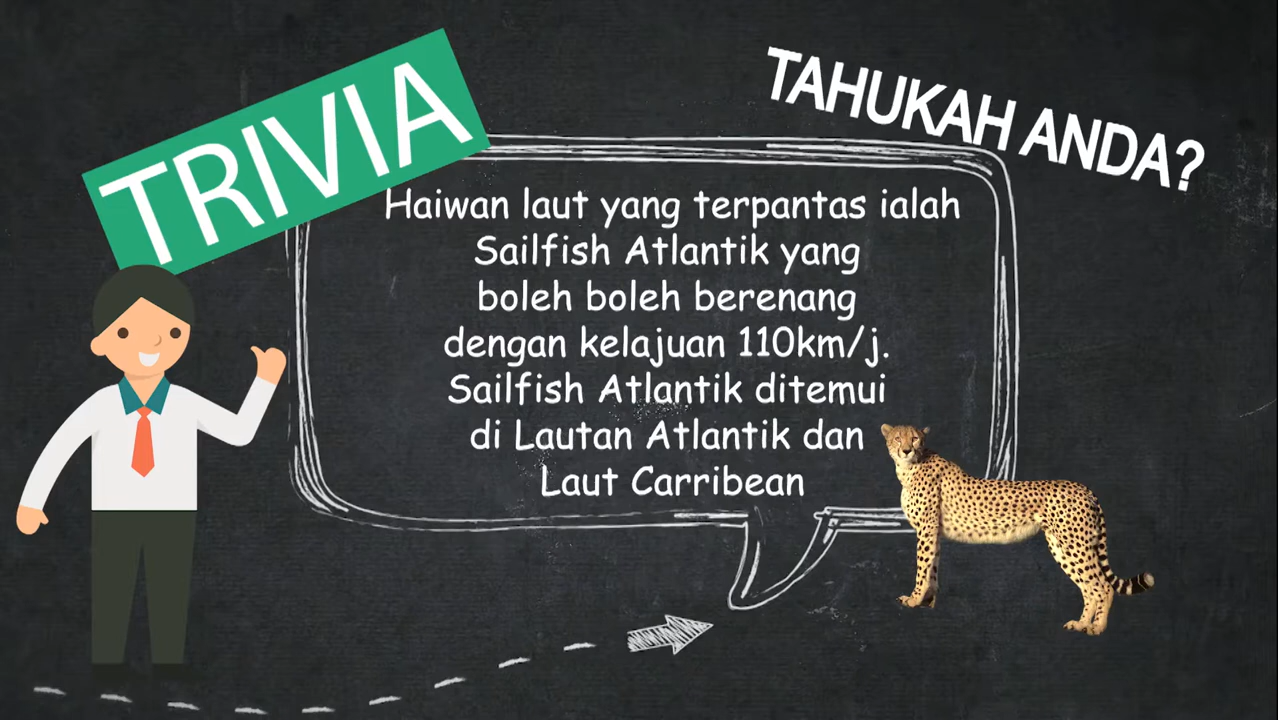 TRIVIA
TAHUKAH ANDA?
Haiwan laut yang terpantas ialah
Sailfish Atlantik yang
boleh boleh berenang
dengan kelajuan 110km/j.
Sailfish Atlantik ditemui
di Lautan Atlantik dan
Laut Carribean